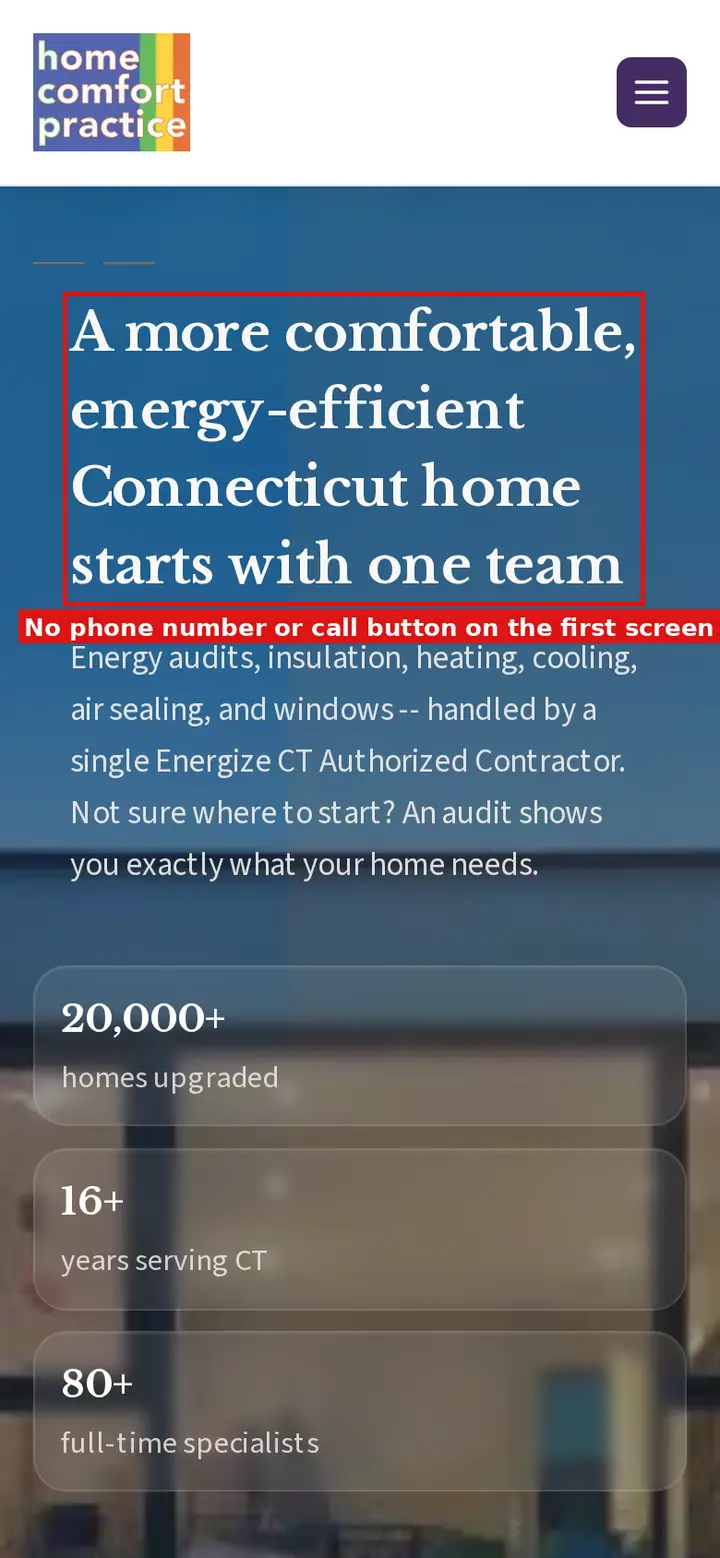 home
comfort
practice
A more comfortable,
energy-efficient
Connecticut home
starts with one team
No phone number or call button on the first screen
Energy audits, insulation, heating, cooling,
air sealing, and windows -- handled by a
single Energize CT Authorized Contractor.
Not sure where to start? An audit shows
you exactly what your home needs.
20,000+
homes upgraded
16+
years serving CT
80+
full-time specialists